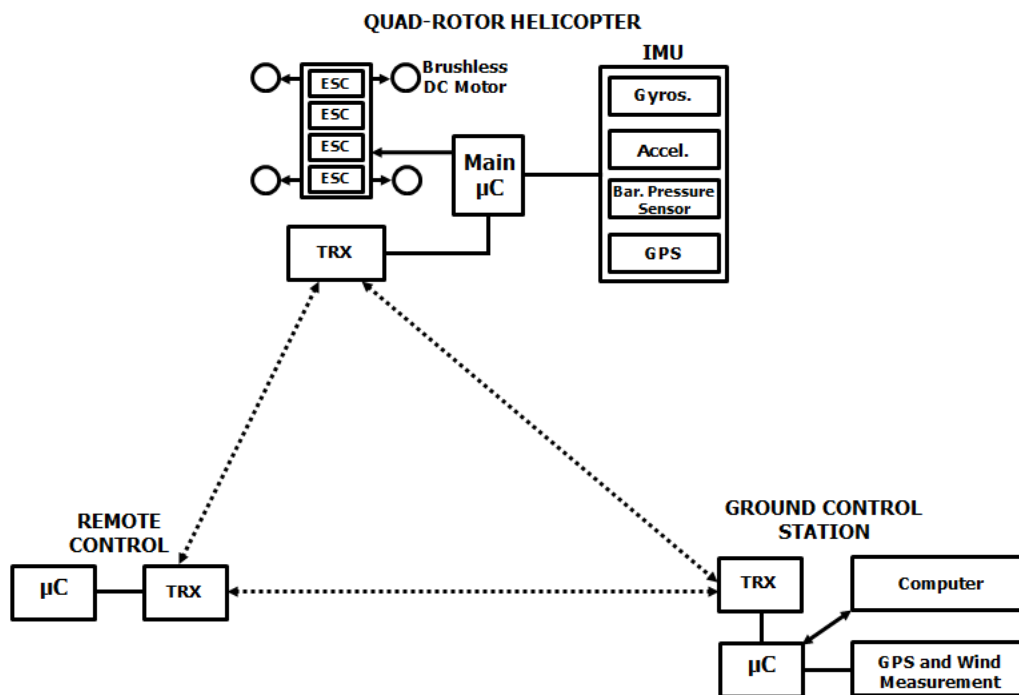 QUAD-ROTOR HELICOPTER
IMU
Brushless
DC Motor
ESC
ESC
ESC
ESC
Main
µC
Gyros.
Accel.
Bar. Pressure
Sensor
GPS
TRX
REMOTE
CONTROL
µC
TRX
GROUND CONTROL
STATION
TRX
Computer
µC
GPS and Wind
Measurement